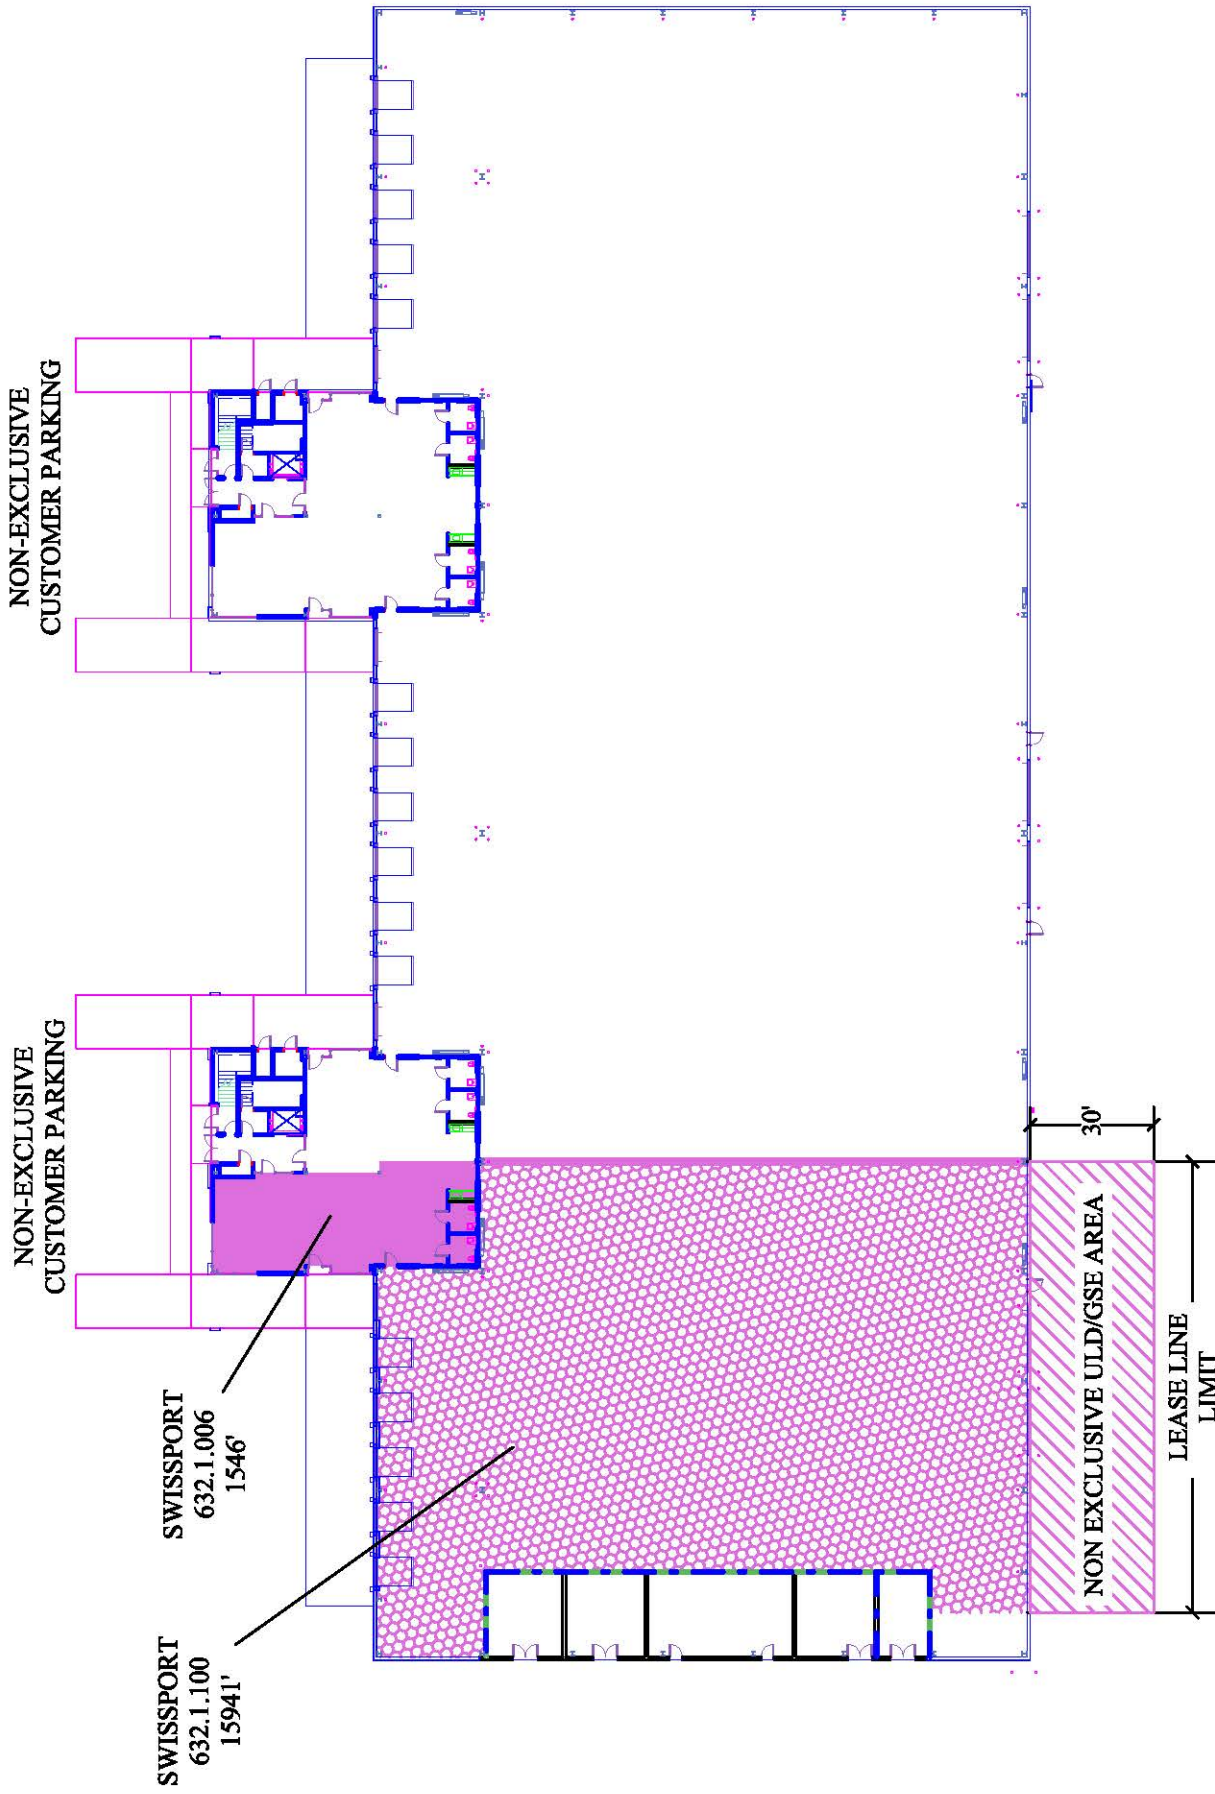 NON-EXCLUSIVE
CUSTOMER PARKING
NON-EXCLUSIVE
CUSTOMER PARKING
SWISSPORT
632.1.100
15941'
SWISSPORT
632.1.006
1546'
30'
NON EXCLUSIVE ULD/GSE AREA
LEASE LINE
LIMIT